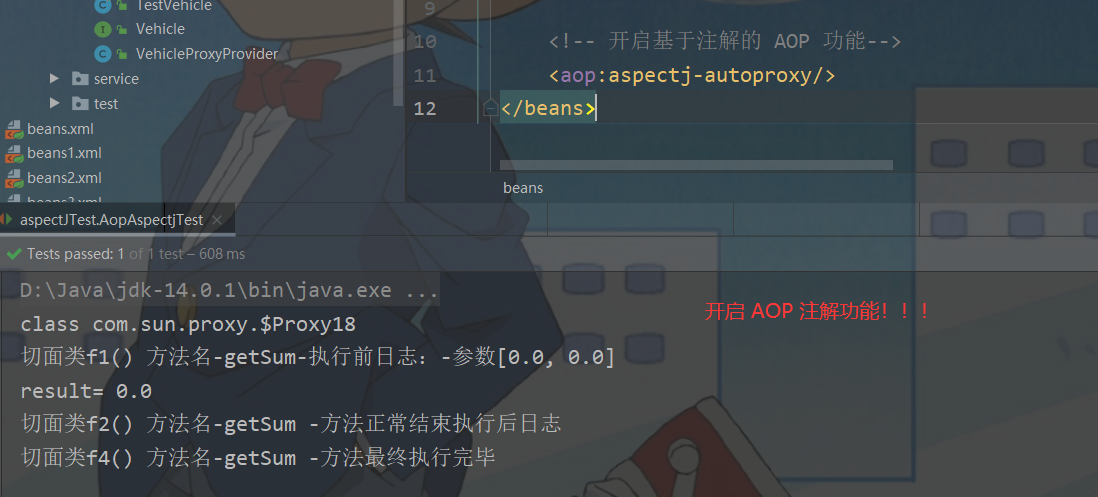 TestVehicle
Vehicle
VehicleProxyProvider
service
test
beans.xml
beans1.xml
beans2.xml
9
10 <!-- 开启基于注解的 AOP 功能-->
11 <aop:aspectj-autoproxy/>
12 </beans>
beans
aspectJTest.AopAspectjTest ×
Tests passed: 1 of 1 test – 608 ms
D:\Java\jdk-14.0.1\bin\java.exe ...
class com.sun.proxy.$Proxy18
切面类f1() 方法名-getSum-执行前日志：-参数[0.0, 0.0]
result= 0.0
切面类f2() 方法名-getSum -方法正常结束执行后日志
切面类f4() 方法名-getSum -方法最终执行完毕
开启 AOP 注解功能！！！